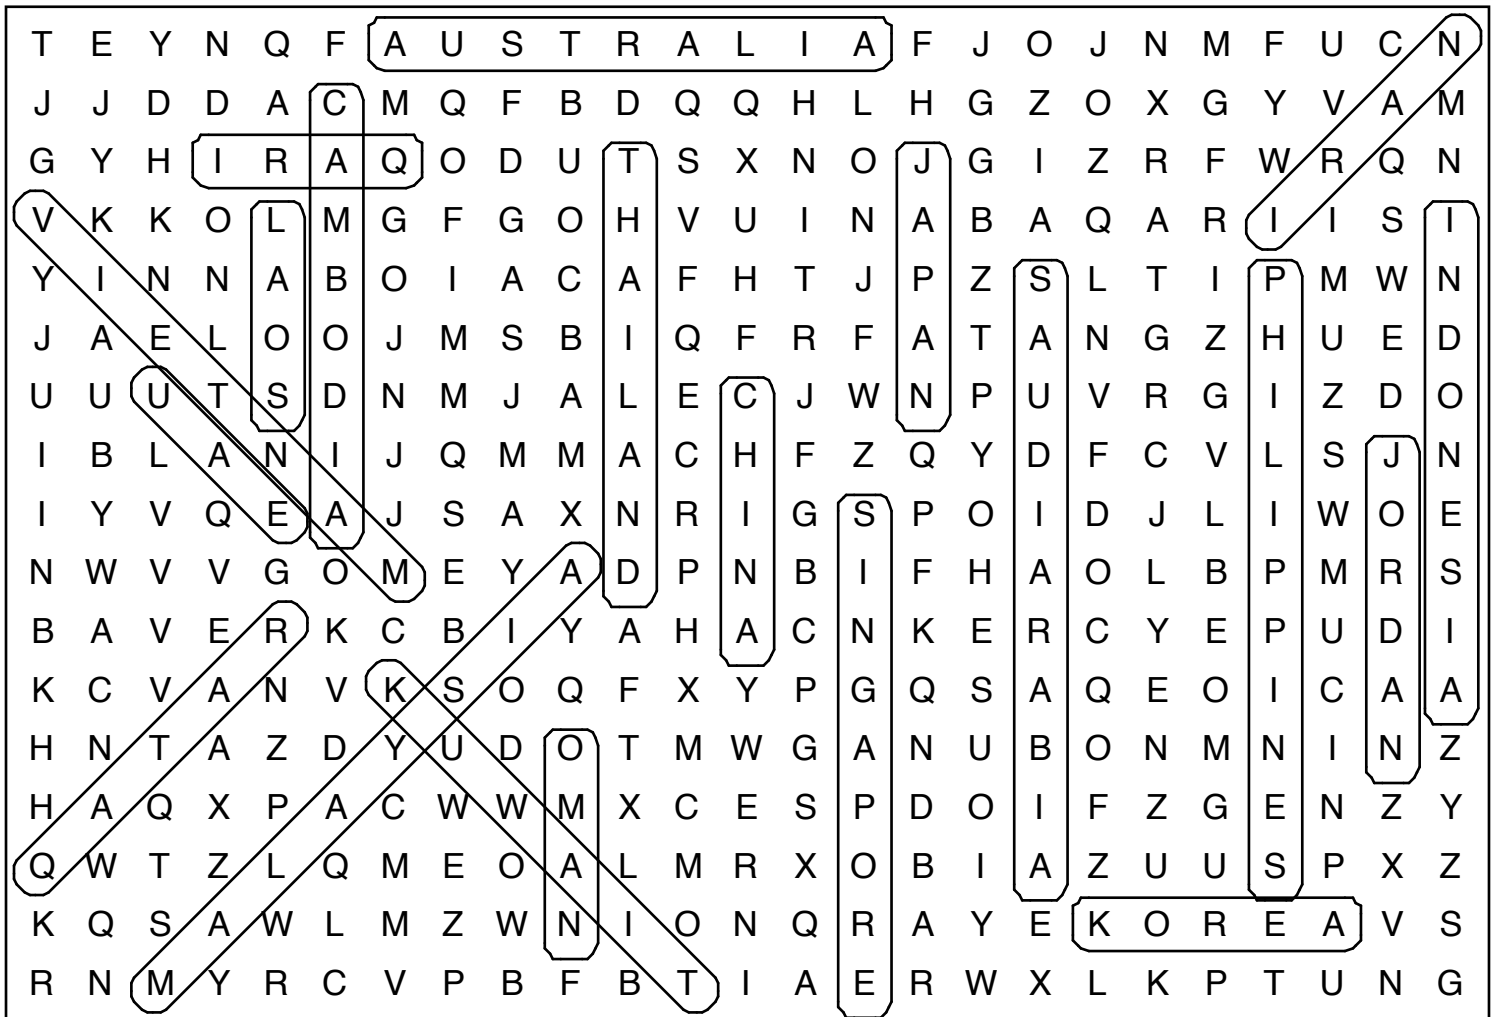 T E Y N Q F A U S T R A L I A F J O J N M F U C N
J J D D A C M Q F B D Q Q H L H G Z O X G Y V A M
G Y H I R A Q O D U T S X N O J G I Z R F W R Q N
V K K O L M G F G O H V U I N A B A Q A R I I S I
Y I N N A B O I A C A F H T J P Z S L T I P M W N
J A E L O O J M S B I Q F R F A T A N G Z H U E D
U U U T S D N M J A L E C J W N P U V R G I Z D O
I B L A N I J Q M M A C H F Z Q Y D F C V L S J N
I Y V Q E A J S A X N R I G S P O I D J L I W O E
N W V V G O M E Y A D P N B I F H A O L B P M R S
B A V E R K C B I Y A H A C N K E R C Y E P U D I
K C V A N V K S O Q F X Y P G Q S A Q E O I C A A
H N T A Z D Y U D O T M W G A N U B O N M N I N Z
H A Q X P A C W W M X C E S P D O I F Z G E N Z Y
Q W T Z L Q M E O A L M R X O B I A Z U U S P X Z
K Q S A W L M Z W N I O N Q R A Y E K O R E A V S
R N M Y R C V P B F B T I A E R W X L K P T U N G